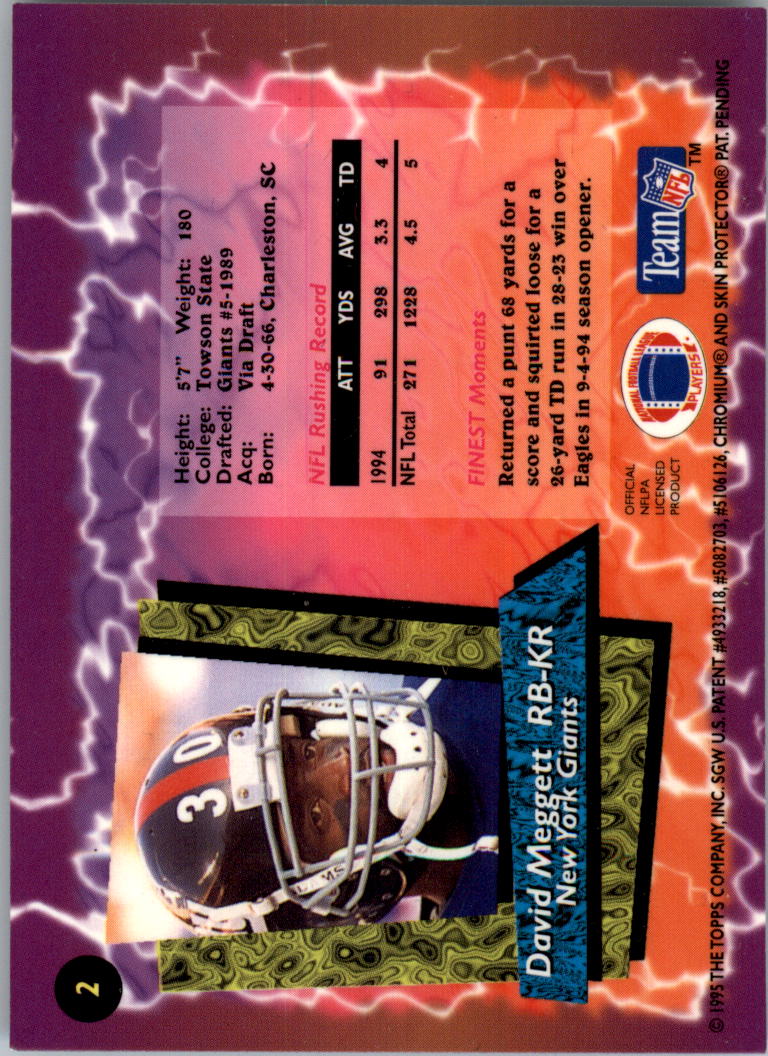 2
30
David Meggett RB-KR
New York Giants
Height: 5'7" Weight: 180
College: Towson State
Drafted: Giants #5-1989
Acq: Via Draft
Born: 4-30-66, Charleston, SC
NFL Rushing Record
ATT YDS AVG TD
1994 91 298 3.3 4
NFL Total 271 1228 4.5 5
FINEST Moments
Returned a punt 68 yards for a
score and squirted loose for a
26-yard TD run in 28-23 win over
Eagles in 9-4-94 season opener.
OFFICIAL
NFLPA
LICENSED
PRODUCT
NATIONAL FOOTBALL LEAGUE
PLAYERS
Team NFL™
© 1995 THE TOPPS COMPANY, INC. SGW U.S. PATENT #4933218, #5082703, #5106126, CHROMIUM® AND SKIN PROTECTOR® PAT. PENDING